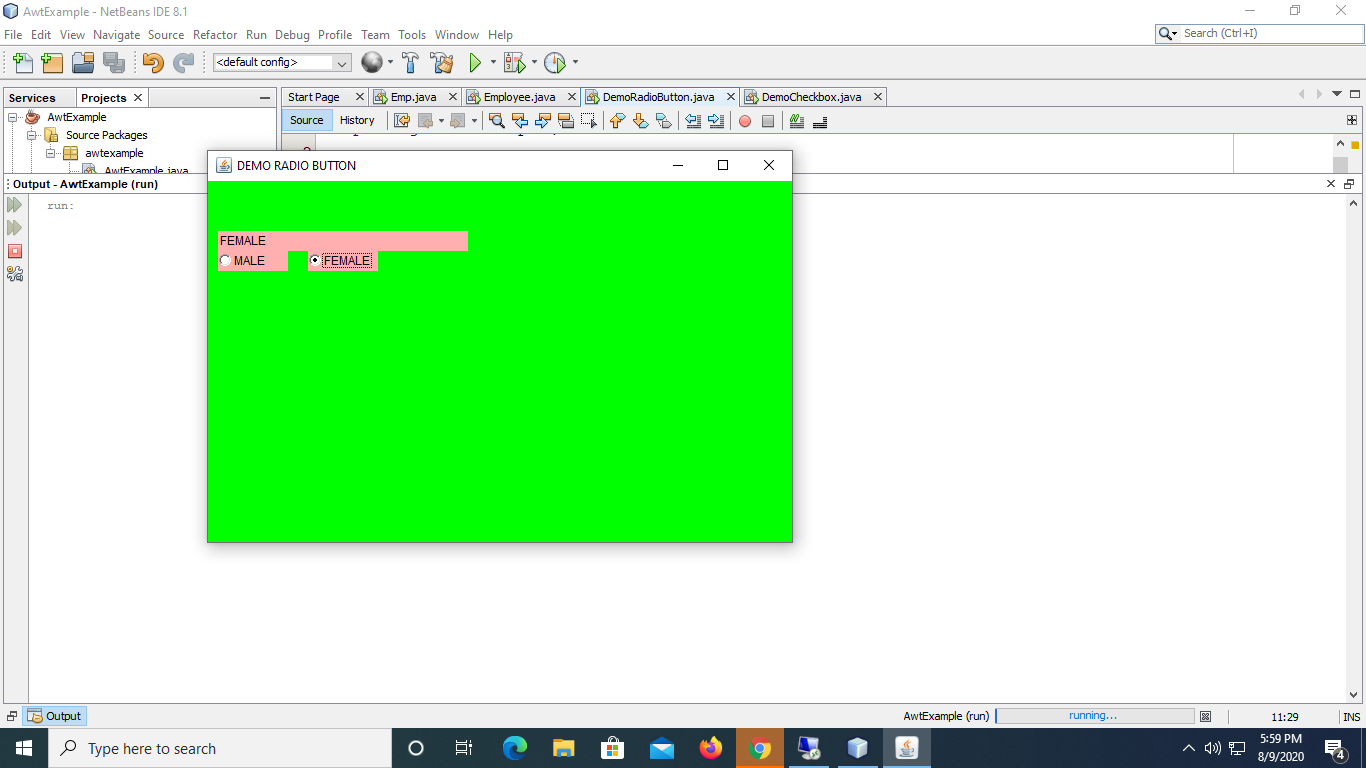 AwtExample - NetBeans IDE 8.1
File Edit View Navigate Source Refactor Run Debug Profile Team Tools Window Help
Search (Ctrl+I)
<default config>
Services Projects Start Page Emp.java Employee.java DemoRadioButton.java DemoCheckbox.java
AwtExample
Source History
Source Packages
awtexample
AwtExample.java
DEMO RADIO BUTTON
Output - AwtExample (run)
run:
FEMALE
MALE FEMALE
Output
AwtExample (run) running... 11:29 INS
Type here to search
5:59 PM
8/9/2020
4